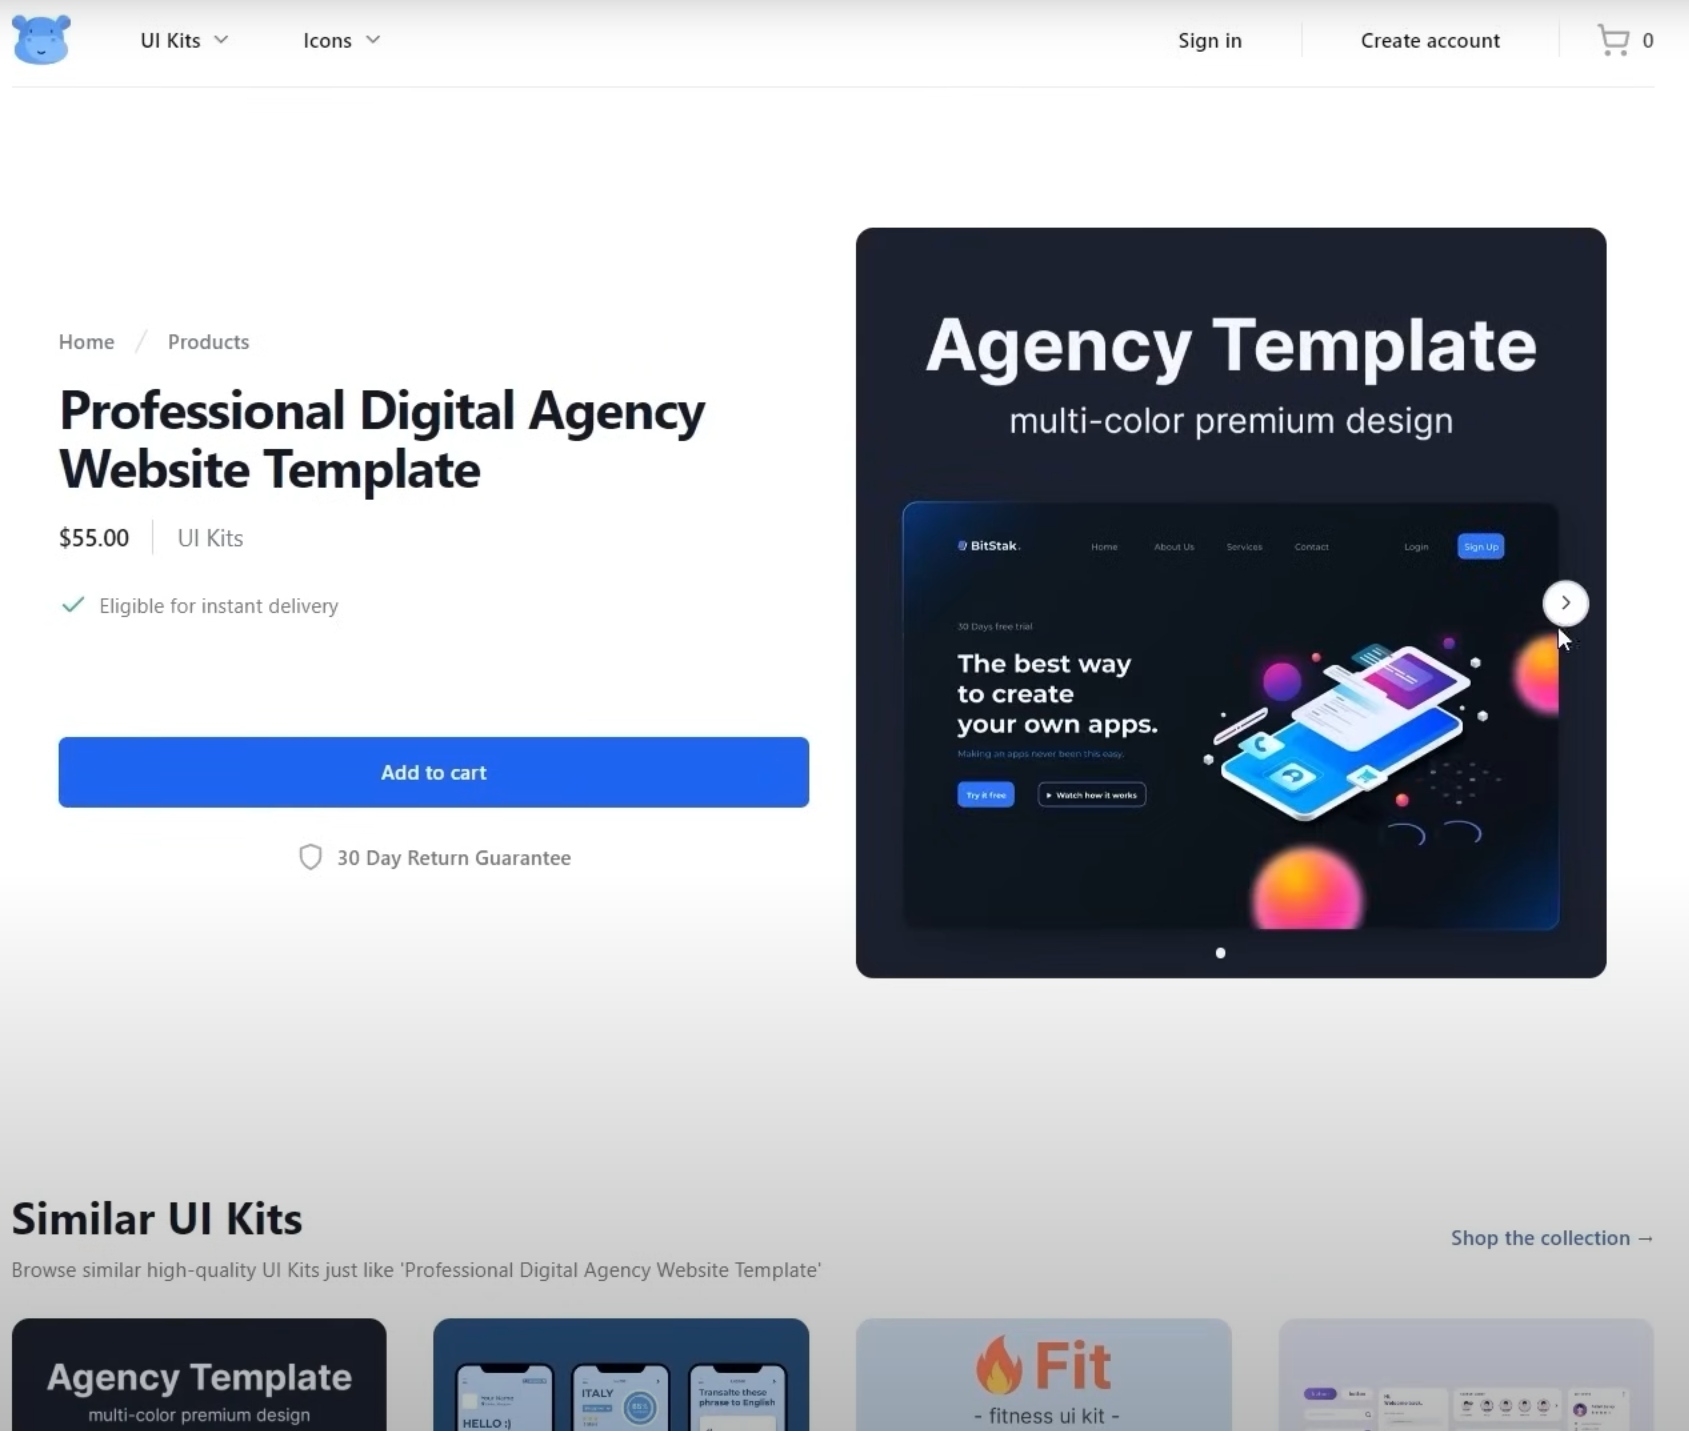 UI Kits
Icons
Sign in
Create account
0
Home / Products
Professional Digital Agency
Website Template
$55.00
UI Kits
Eligible for instant delivery
Add to cart
30 Day Return Guarantee
Agency Template
multi-color premium design
BitStak.
Home
About Us
Services
Contact
Login
Sign Up
30 Days free trial
The best way
to create
your own apps.
Making an apps never been this easy.
Try it free
Watch how it works
Similar UI Kits
Shop the collection →
Browse similar high-quality UI Kits just like 'Professional Digital Agency Website Template'
Agency Template
multi-color premium design
Your Name
HELLO :)
ITALY
Transalte these
phrase to English
Fit
- fitness ui kit -